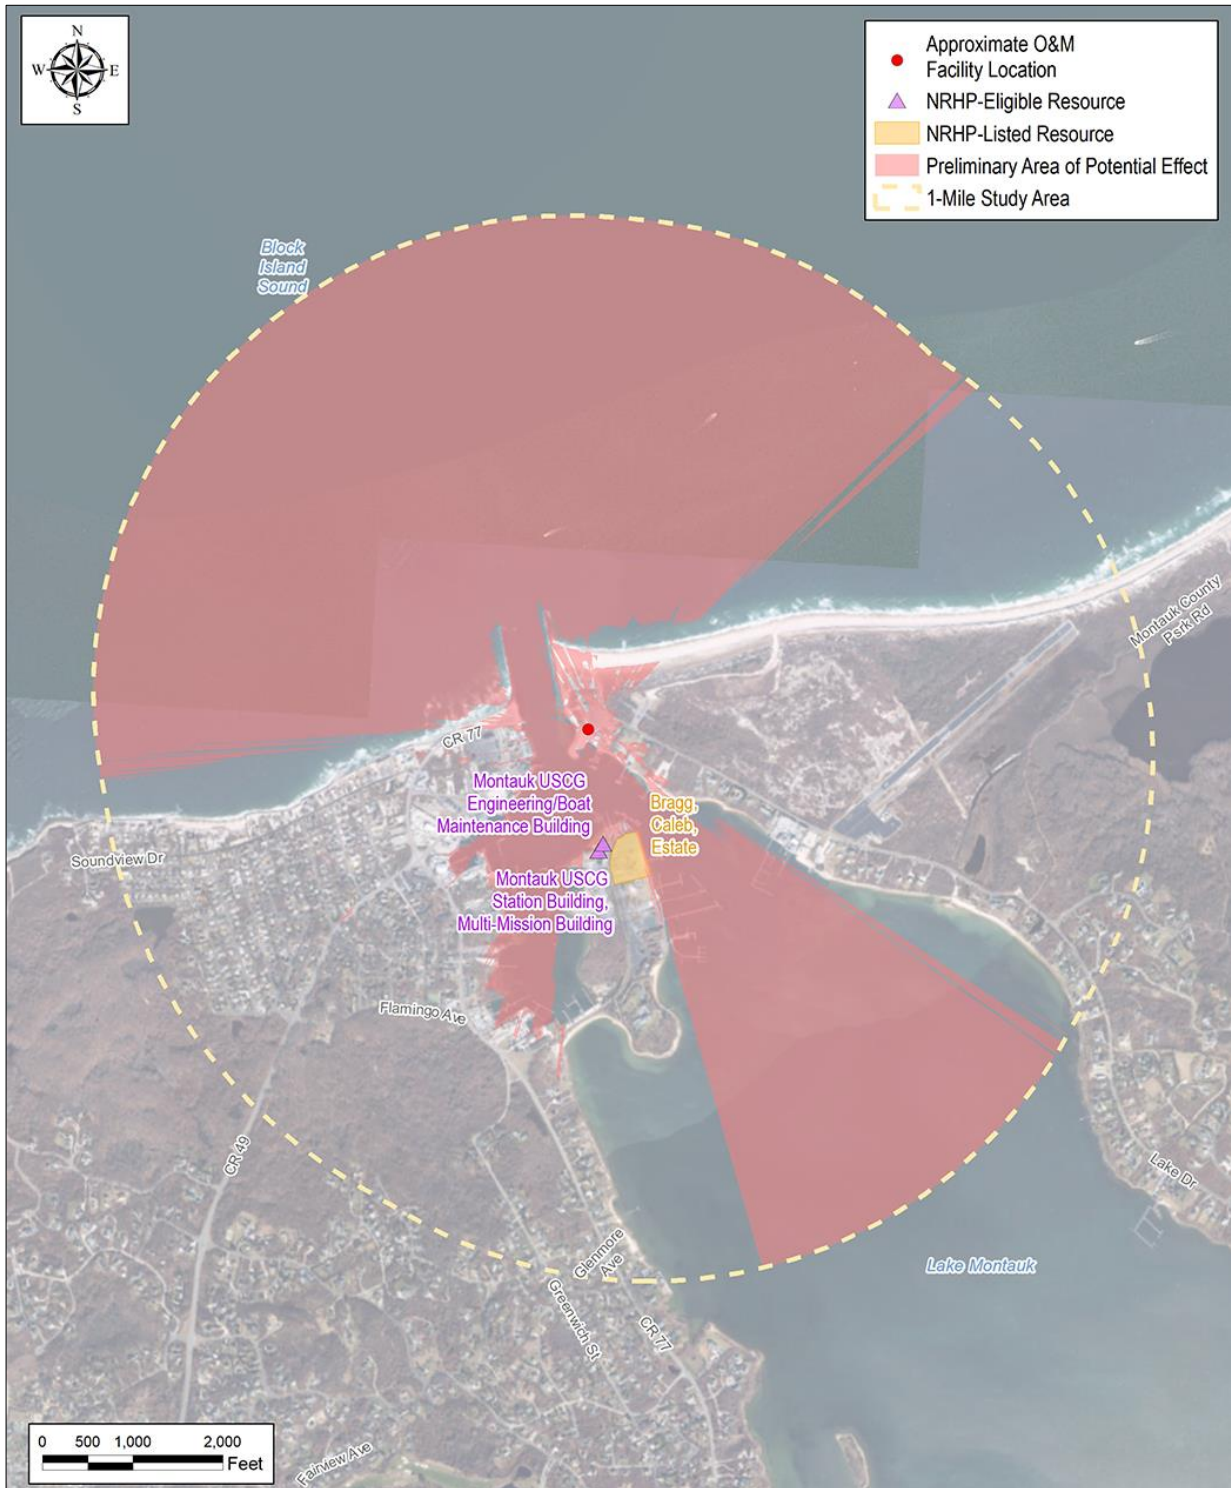 N
W
E
S
Approximate O&M
Facility Location
NRHP-Eligible Resource
NRHP-Listed Resource
Preliminary Area of Potential Effect
1-Mile Study Area
Block
Island
Sound
Montauk County
Psrk Rd
CR 77
Montauk USCG
Engineering/Boat
Maintenance Building
Bragg,
Caleb,
Estate
Soundview Dr
Montauk USCG
Station Building,
Multi-Mission Building
Flamingo Ave
CR 49
Lake Dr
Glenmore
Ave
Lake Montauk
Greenwich St
CR 77
0 500 1,000 2,000
Feet
Fairview Ave